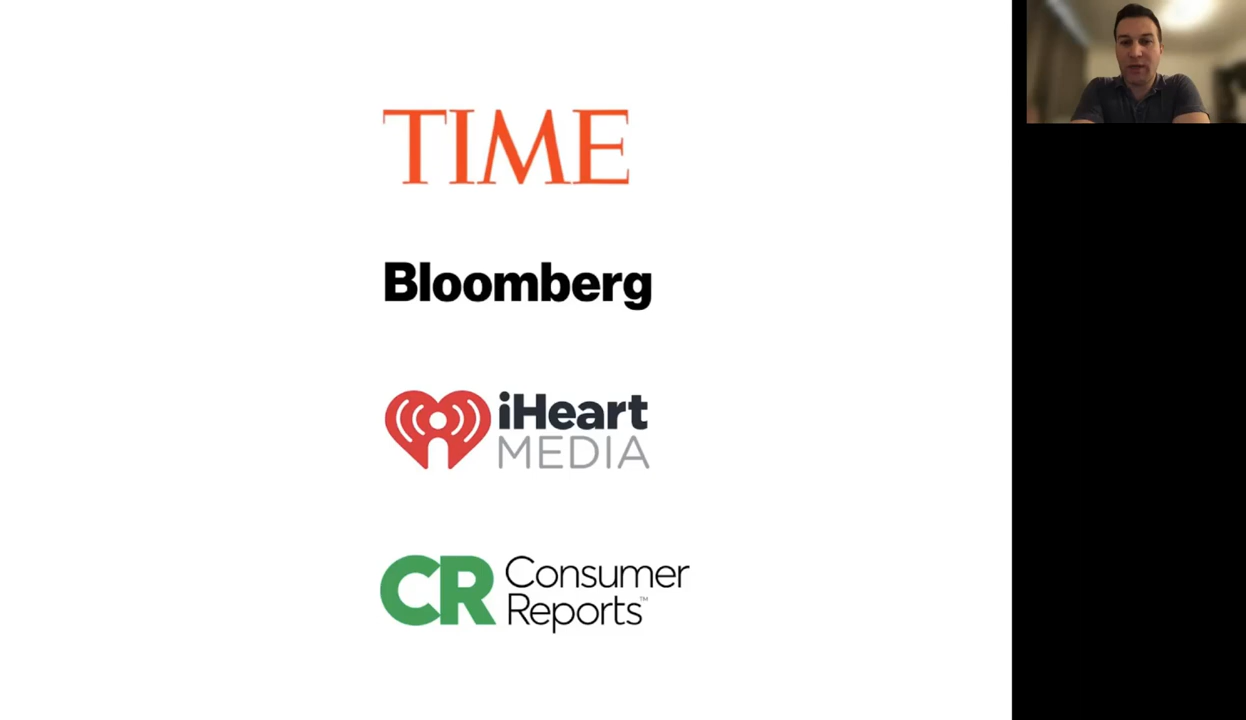 TIME
Bloomberg
iHeart
MEDIA
CR Consumer
Reports™